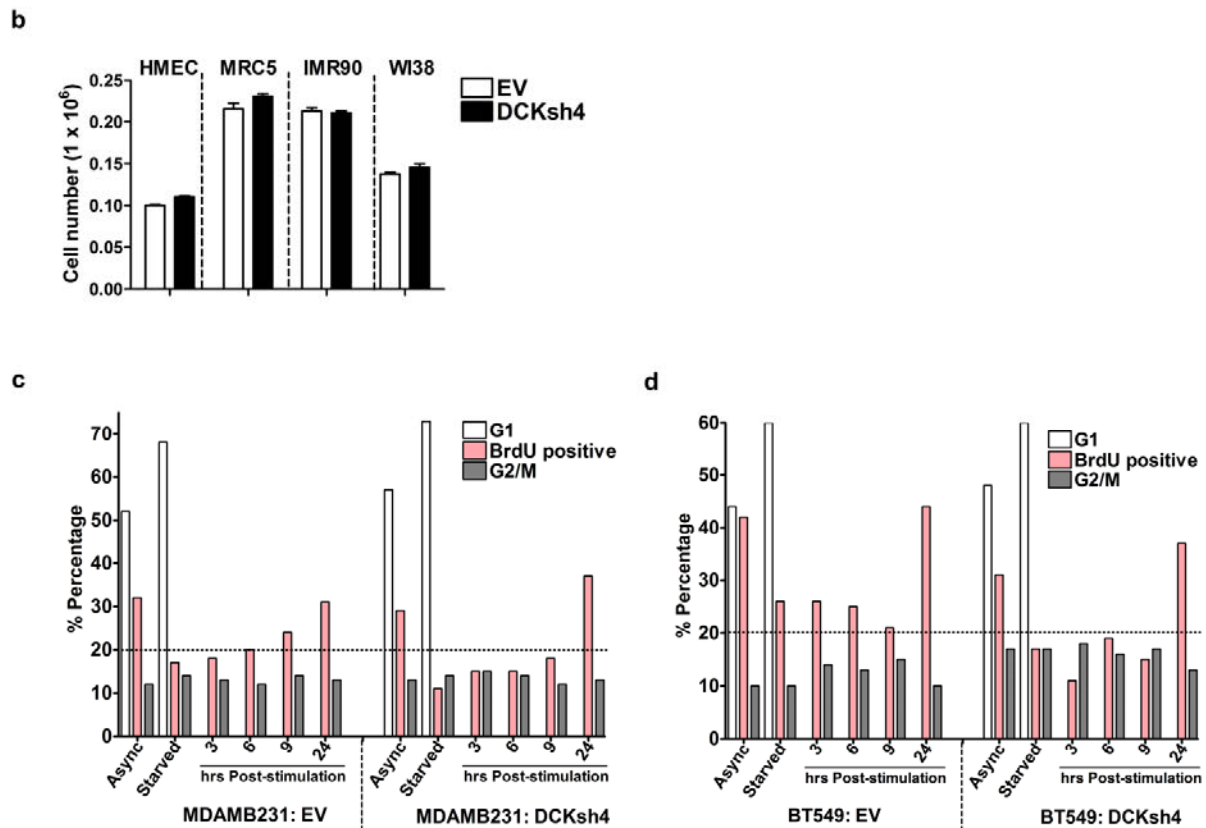 b
HMEC MRC5 IMR90 WI38
EV
DCKsh4
Cell number (1 x 10⁶)
0.25
0.20
0.15
0.10
0.05
0.00
c
G1
BrdU positive
G2/M
% Percentage
70
60
50
40
30
20
10
0
Async Starved 3 6 9 24 Async Starved 3 6 9 24
hrs Post-stimulation hrs Post-stimulation
MDAMB231: EV MDAMB231: DCKsh4
d
G1
BrdU positive
G2/M
% Percentage
60
50
40
30
20
10
0
Async Starved 3 6 9 24 Async Starved 3 6 9 24
hrs Post-stimulation hrs Post-stimulation
BT549: EV BT549: DCKsh4